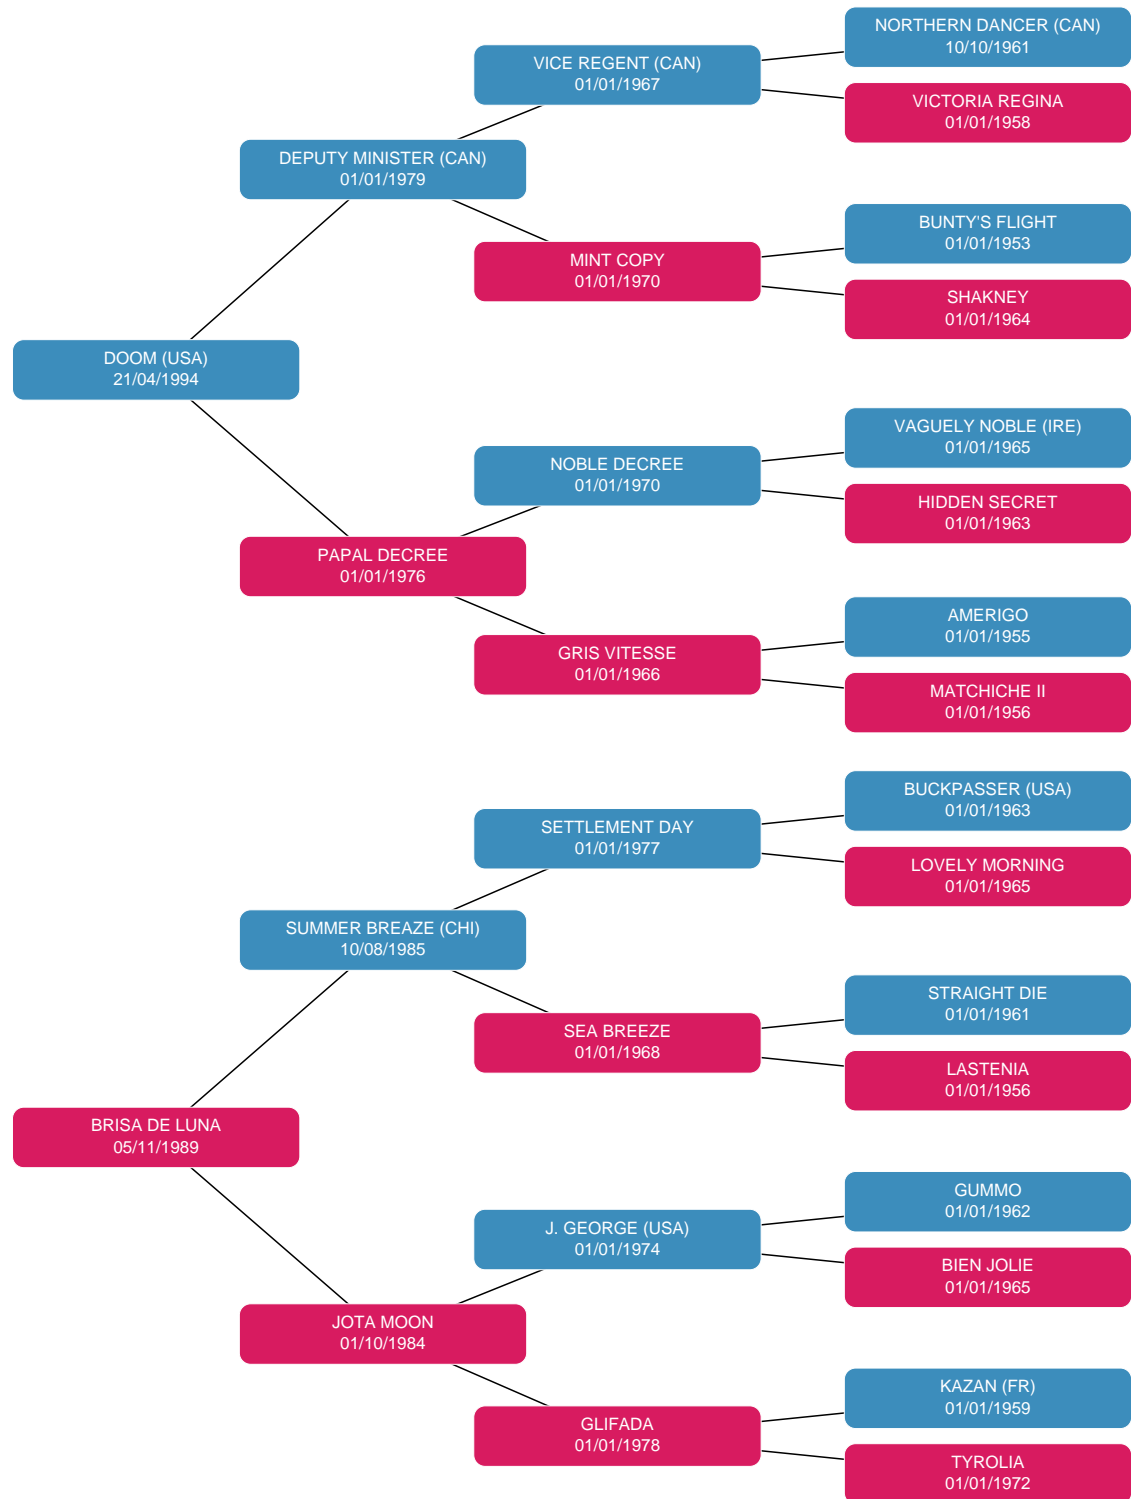 NORTHERN DANCER (CAN)
10/10/1961
VICE REGENT (CAN)
01/01/1967
VICTORIA REGINA
01/01/1958
DEPUTY MINISTER (CAN)
01/01/1979
BUNTY'S FLIGHT
01/01/1953
MINT COPY
01/01/1970
SHAKNEY
01/01/1964
DOOM (USA)
21/04/1994
VAGUELY NOBLE (IRE)
01/01/1965
NOBLE DECREE
01/01/1970
HIDDEN SECRET
01/01/1963
PAPAL DECREE
01/01/1976
AMERIGO
01/01/1955
GRIS VITESSE
01/01/1966
MATCHICHE II
01/01/1956
BUCKPASSER (USA)
01/01/1963
SETTLEMENT DAY
01/01/1977
LOVELY MORNING
01/01/1965
SUMMER BREAZE (CHI)
10/08/1985
STRAIGHT DIE
01/01/1961
SEA BREEZE
01/01/1968
LASTENIA
01/01/1956
BRISA DE LUNA
05/11/1989
GUMMO
01/01/1962
J. GEORGE (USA)
01/01/1974
BIEN JOLIE
01/01/1965
JOTA MOON
01/10/1984
KAZAN (FR)
01/01/1959
GLIFADA
01/01/1978
TYROLIA
01/01/1972